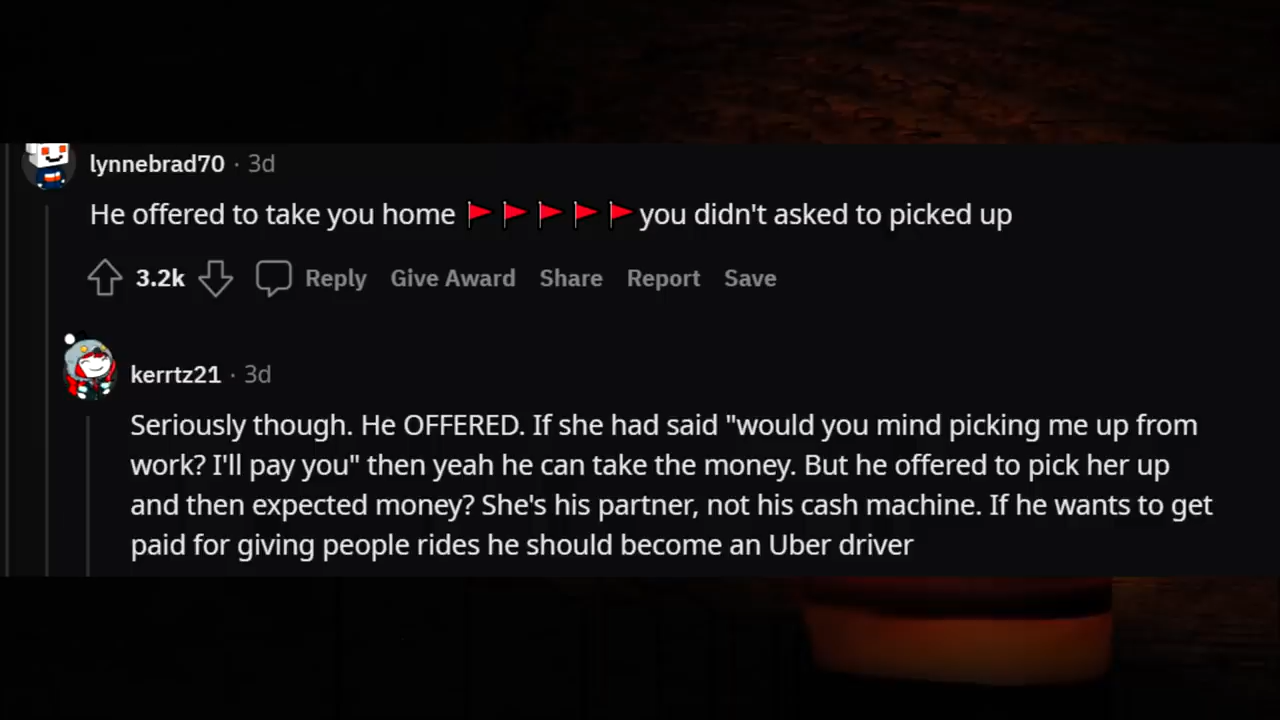 lynnebrad70 · 3d
He offered to take you home 🚩🚩🚩🚩🚩you didn't asked to picked up
3.2k Reply Give Award Share Report Save
kerrtz21 · 3d
Seriously though. He OFFERED. If she had said "would you mind picking me up from
work? I'll pay you" then yeah he can take the money. But he offered to pick her up
and then expected money? She's his partner, not his cash machine. If he wants to get
paid for giving people rides he should become an Uber driver